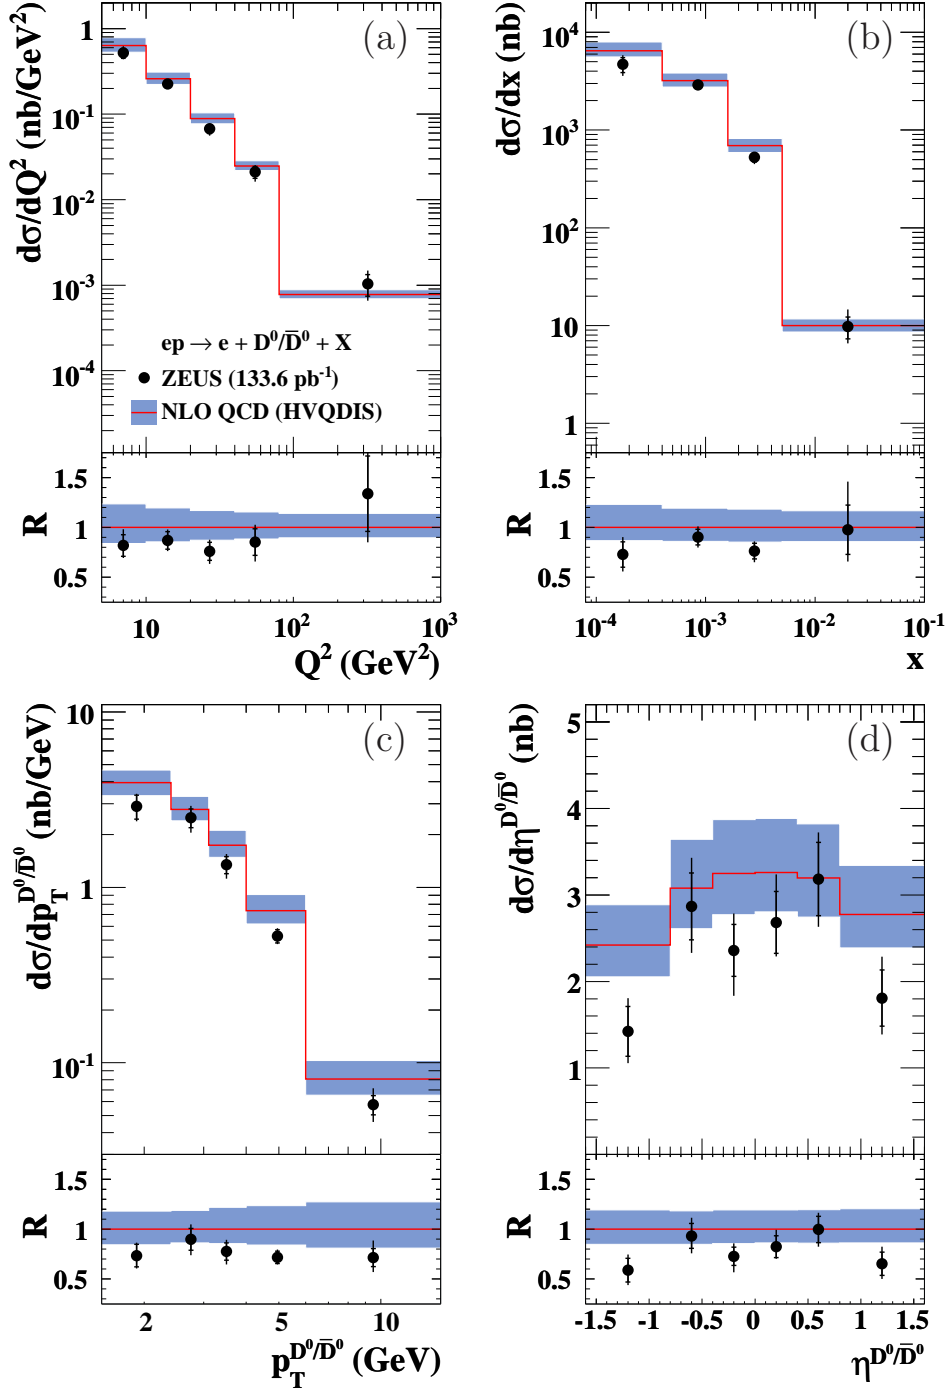 (a)
dσ/dQ² (nb/GeV²)
1
10⁻¹
10⁻²
10⁻³
10⁻⁴
ep → e + D⁰/D̅⁰ + X
ZEUS (133.6 pb⁻¹)
NLO QCD (HVQDIS)
R
1.5
1
0.5
10 10² 10³
Q² (GeV²)
(b)
dσ/dx (nb)
10⁴
10³
10²
10
1
R
1.5
1
0.5
10⁻⁴ 10⁻³ 10⁻² 10⁻¹
x
(c)
dσ/dp_T^{D⁰/D̅⁰} (nb/GeV)
10
1
10⁻¹
R
1.5
1
0.5
2 5 10
p_T^{D⁰/D̅⁰} (GeV)
(d)
dσ/dη^{D⁰/D̅⁰} (nb)
5
4
3
2
1
R
1.5
1
0.5
-1.5 -1 -0.5 0 0.5 1 1.5
η^{D⁰/D̅⁰}